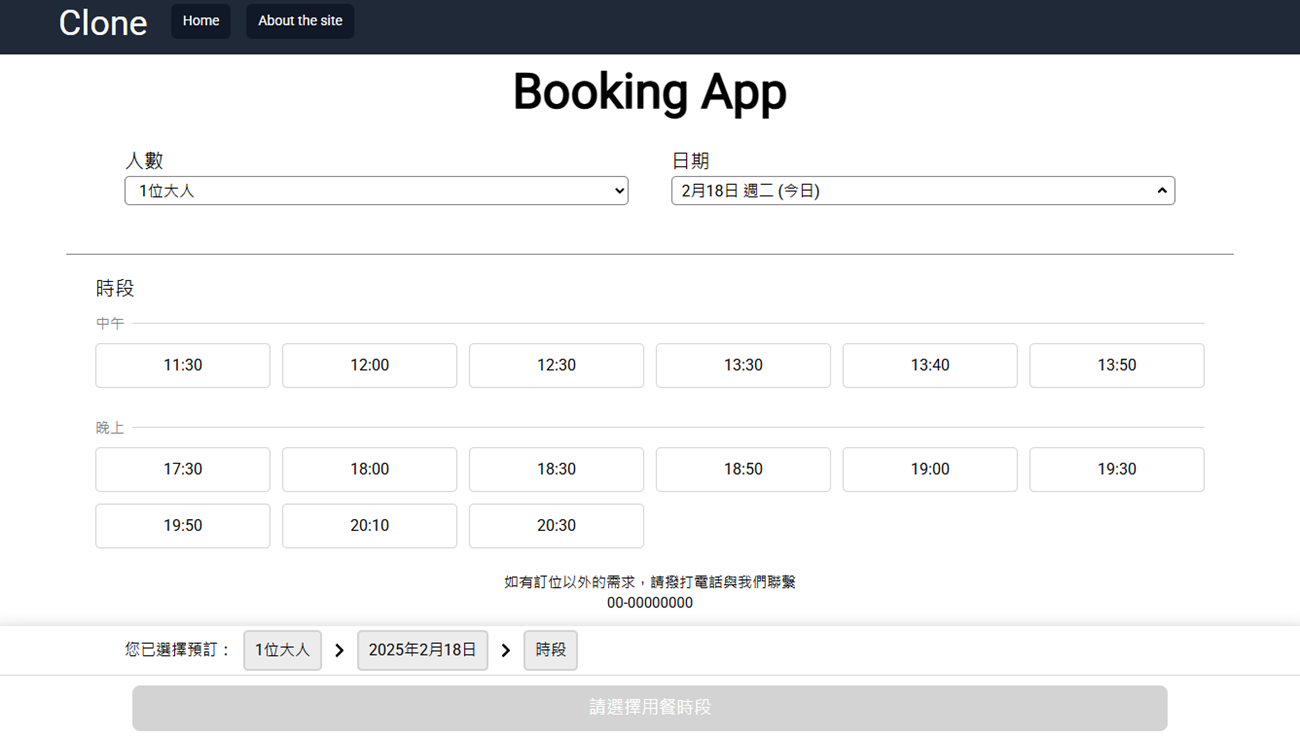 Clone Home About the site
Booking App
人數 日期
1位大人 2月18日 週二 (今日)
時段
中午
11:30 12:00 12:30 13:30 13:40 13:50
晚上
17:30 18:00 18:30 18:50 19:00 19:30
19:50 20:10 20:30
如有訂位以外的需求，請撥打電話與我們聯繫
00-00000000
您已選擇預訂： 1位大人 2025年2月18日 時段
請選擇用餐時段